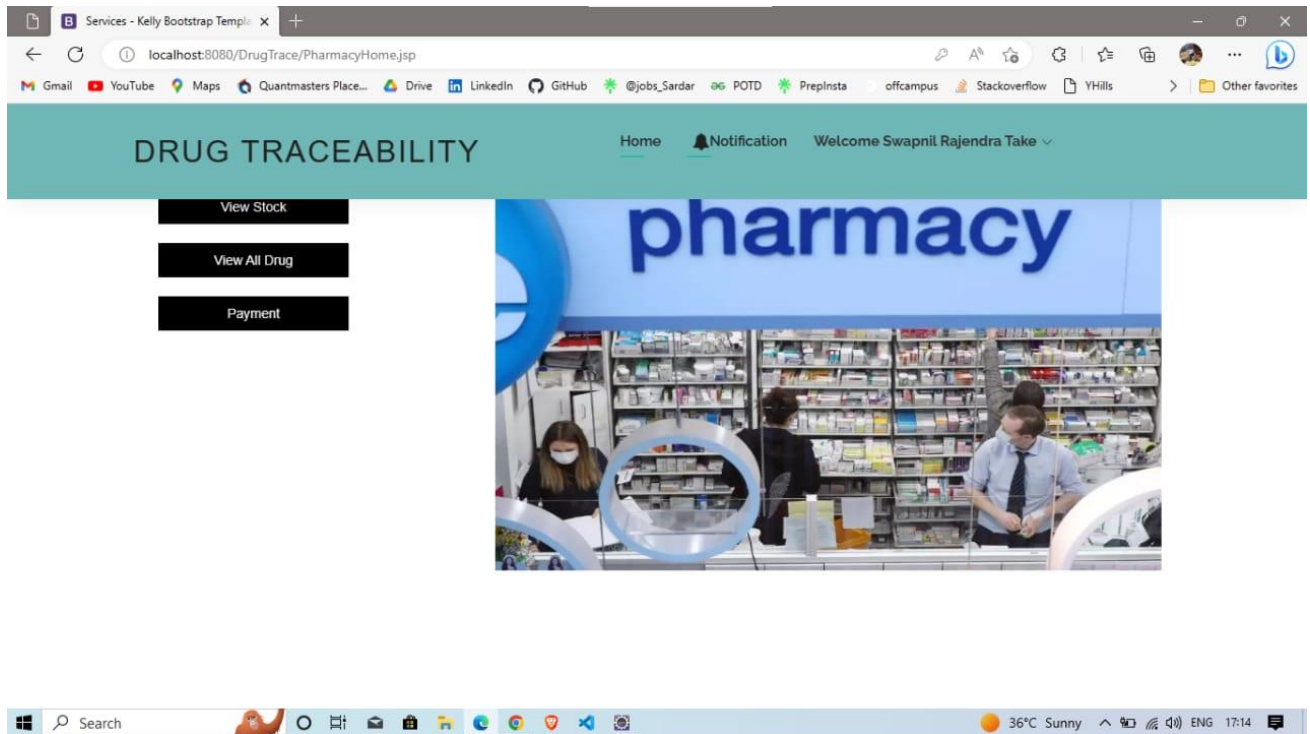 Services - Kelly Bootstrap Templa
localhost:8080/DrugTrace/PharmacyHome.jsp
Gmail YouTube Maps Quantmasters Place... Drive LinkedIn GitHub @jobs_Sardar POTD PrepInsta offcampus Stackoverflow YHills Other favorites
DRUG TRACEABILITY
Home Notification Welcome Swapnil Rajendra Take
View Stock
View All Drug
Payment
pharmacy
Search
36°C Sunny ENG 17:14